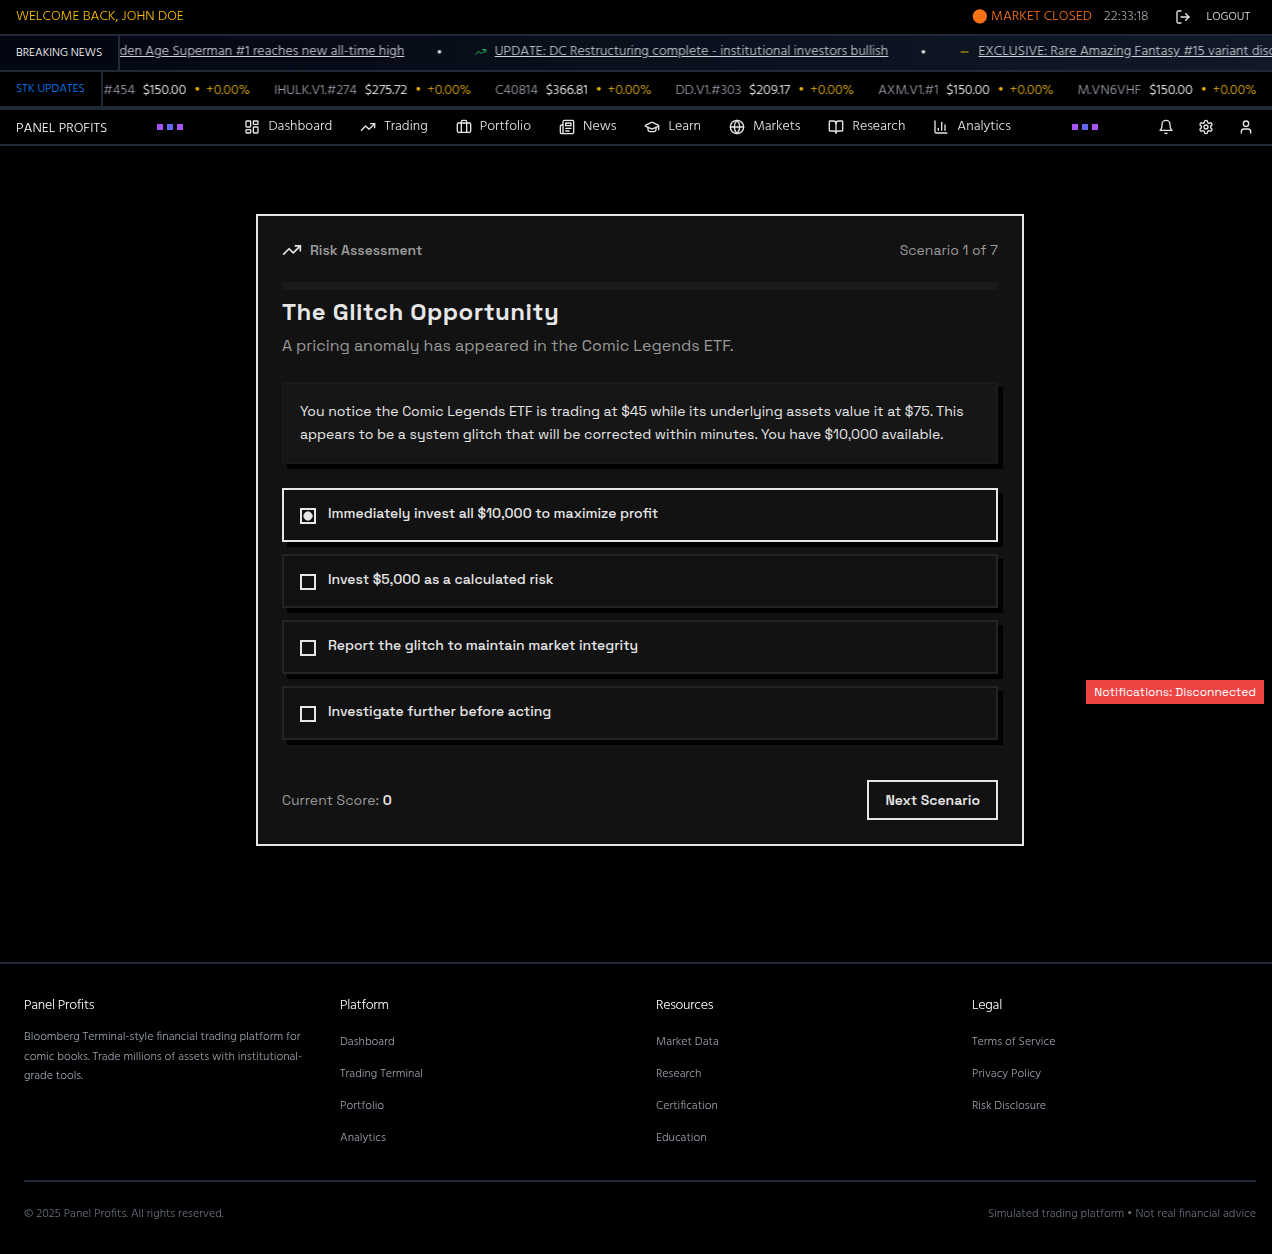 WELCOME BACK, JOHN DOE
MARKET CLOSED 22:33:18 LOGOUT
BREAKING NEWS
den Age Superman #1 reaches new all-time high • UPDATE: DC Restructuring complete - institutional investors bullish • EXCLUSIVE: Rare Amazing Fantasy #15 variant disc
STK UPDATES
#454 $150.00 • +0.00% IHULK.V1.#274 $275.72 • +0.00% C40814 $366.81 • +0.00% DD.V1.#303 $209.17 • +0.00% AXM.V1.#1 $150.00 • +0.00% M.VN6VHF $150.00 • +0.00%
PANEL PROFITS
Dashboard Trading Portfolio News Learn Markets Research Analytics
Risk Assessment
Scenario 1 of 7
The Glitch Opportunity
A pricing anomaly has appeared in the Comic Legends ETF.
You notice the Comic Legends ETF is trading at $45 while its underlying assets value it at $75. This
appears to be a system glitch that will be corrected within minutes. You have $10,000 available.
Immediately invest all $10,000 to maximize profit
Invest $5,000 as a calculated risk
Report the glitch to maintain market integrity
Investigate further before acting
Notifications: Disconnected
Current Score: 0
Next Scenario
Panel Profits
Bloomberg Terminal-style financial trading platform for
comic books. Trade millions of assets with institutional-
grade tools.
Platform
Dashboard
Trading Terminal
Portfolio
Analytics
Resources
Market Data
Research
Certification
Education
Legal
Terms of Service
Privacy Policy
Risk Disclosure
© 2025 Panel Profits. All rights reserved.
Simulated trading platform • Not real financial advice